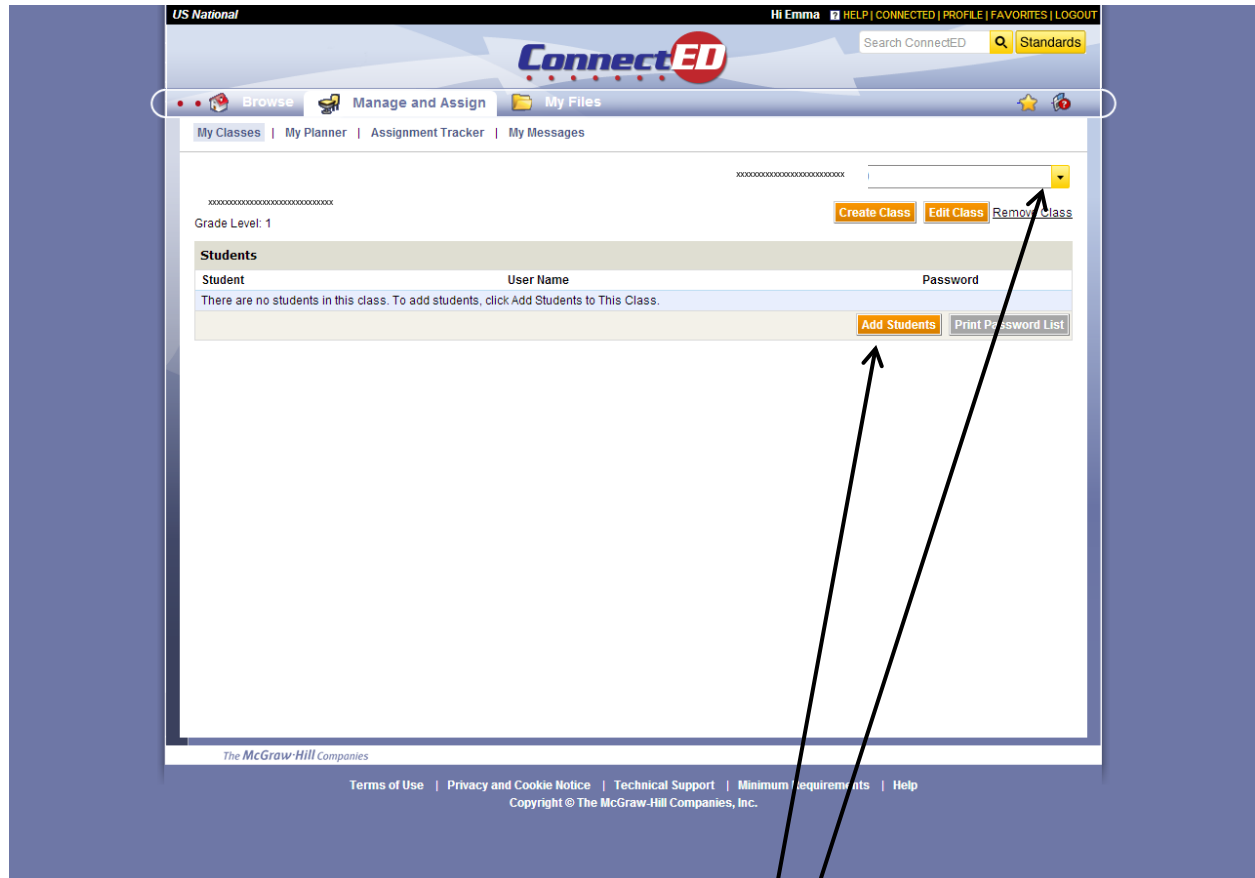 US National Hi Emma ? HELP | CONNECTED | PROFILE | FAVORITES | LOGOUT
ConnectED
Search ConnectED Standards
Browse Manage and Assign My Files
My Classes | My Planner | Assignment Tracker | My Messages
xxxxxxxxxxxxxxxxxxxxxxxxx
xxxxxxxxxxxxxxxxxxxxxxxxxxxxx
Create Class Edit Class Remove Class
Grade Level: 1
Students
Student User Name Password
There are no students in this class. To add students, click Add Students to This Class.
Add Students Print Password List
The McGraw·Hill Companies
Terms of Use | Privacy and Cookie Notice | Technical Support | Minimum Requirements | Help
Copyright © The McGraw-Hill Companies, Inc.